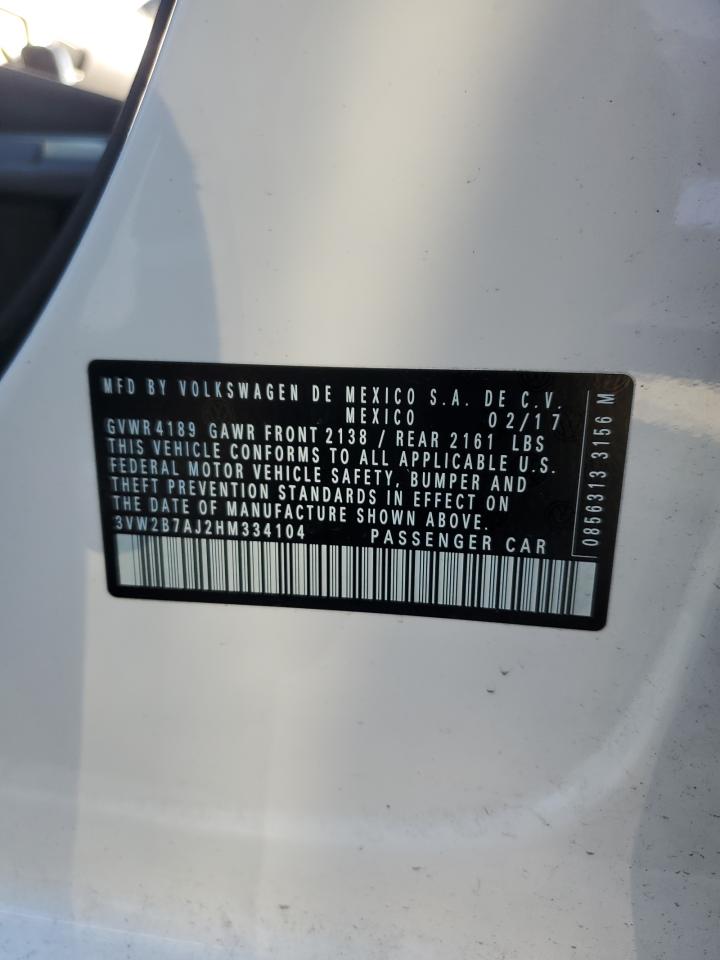 MFD BY VOLKSWAGEN DE MEXICO S.A. DE C.V.
MEXICO 02/17
GVWR 4189 GAWR FRONT 2138 / REAR 2161 LBS
THIS VEHICLE CONFORMS TO ALL APPLICABLE U.S.
FEDERAL MOTOR VEHICLE SAFETY, BUMPER AND
THEFT PREVENTION STANDARDS IN EFFECT ON
THE DATE OF MANUFACTURE SHOWN ABOVE.
3VW2B7AJ2HM334104 PASSENGER CAR
0856313 3156 M